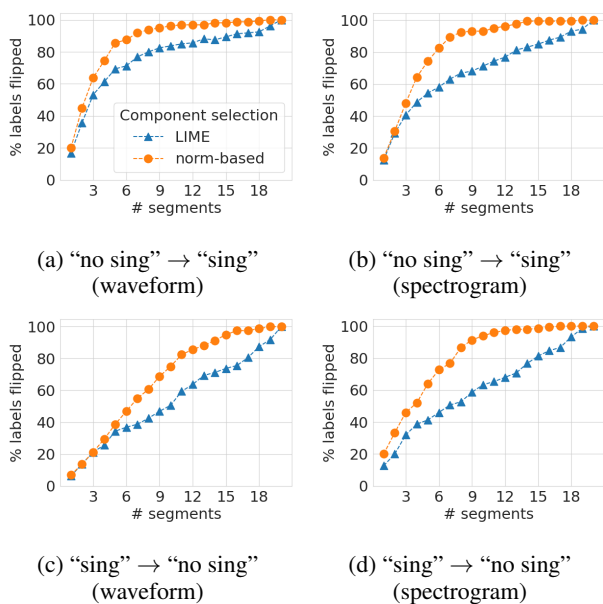 100
80
60
40
20
0
% labels flipped
Component selection
LIME
norm-based
3 6 9 12 15 18
# segments
(a) “no sing” → “sing”
(waveform)
100
80
60
40
20
0
% labels flipped
3 6 9 12 15 18
# segments
(b) “no sing” → “sing”
(spectrogram)
100
80
60
40
20
0
% labels flipped
3 6 9 12 15 18
# segments
(c) “sing” → “no sing”
(waveform)
100
80
60
40
20
0
% labels flipped
3 6 9 12 15 18
# segments
(d) “sing” → “no sing”
(spectrogram)